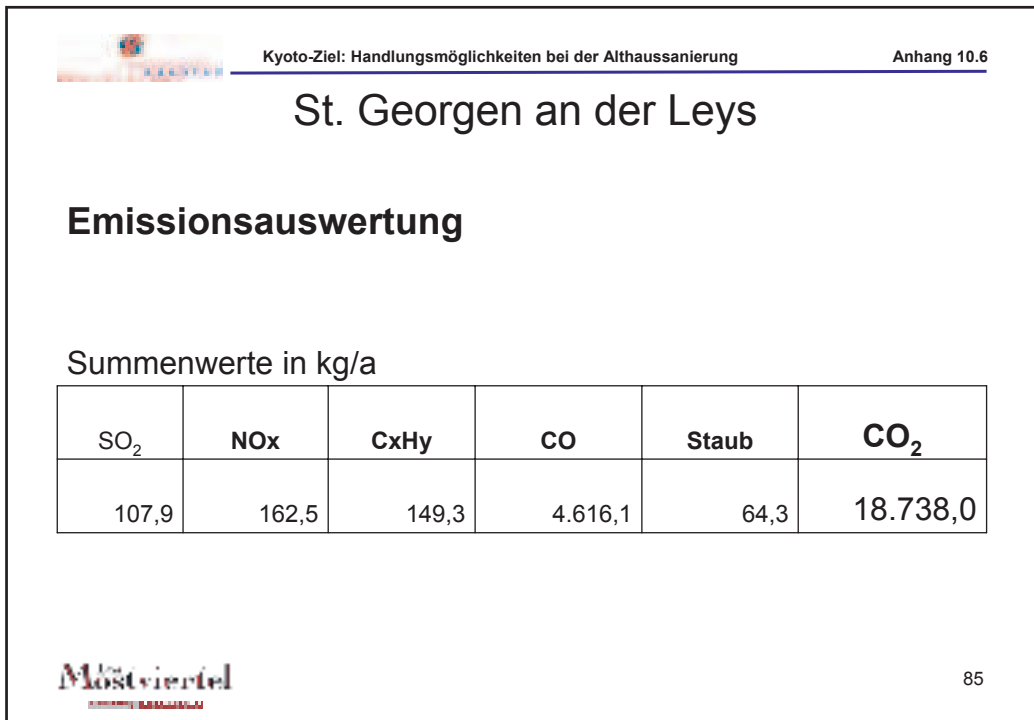 Kyoto-Ziel: Handlungsmöglichkeiten bei der Althaussanierung Anhang 10.6
St. Georgen an der Leys
Emissionsauswertung
Summenwerte in kg/a
SO₂ NOx CxHy CO Staub CO₂
107,9 162,5 149,3 4.616,1 64,3 18.738,0
Mostviertel
85